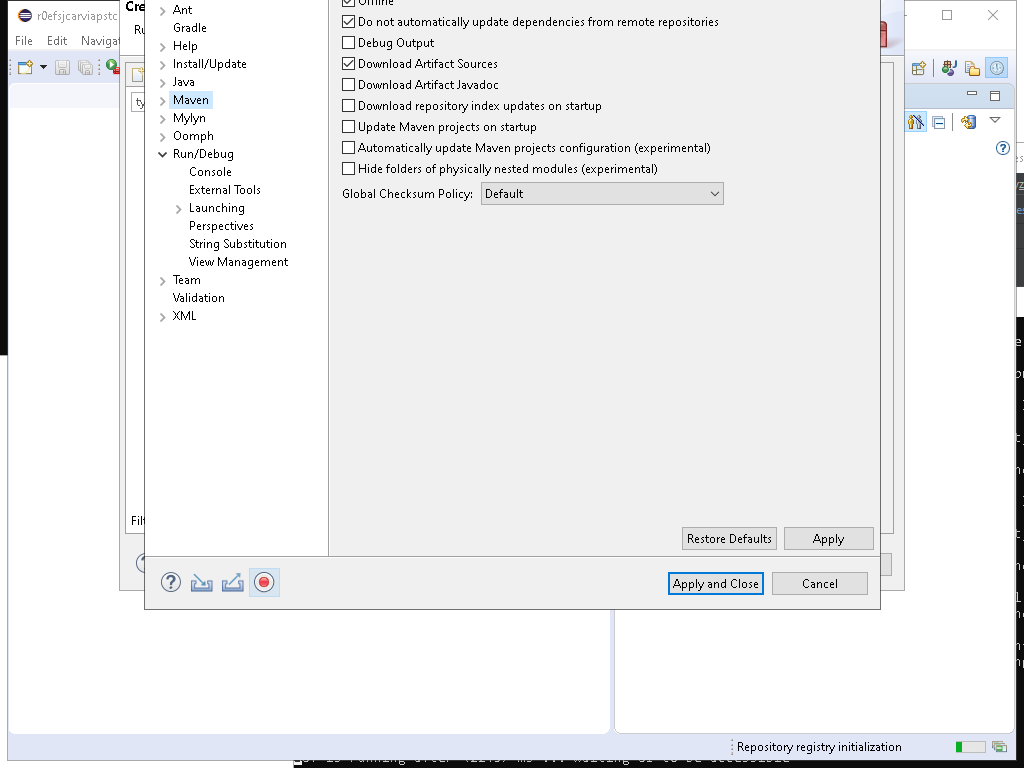 r0efsjcarviapstc
Cre
File Edit Naviga
Ru
Ant
Gradle
Help
Install/Update
Java
Maven
Mylyn
Oomph
Run/Debug
Console
External Tools
Launching
Perspectives
String Substitution
View Management
Team
Validation
XML
Offline
Do not automatically update dependencies from remote repositories
Debug Output
Download Artifact Sources
Download Artifact Javadoc
Download repository index updates on startup
Update Maven projects on startup
Automatically update Maven projects configuration (experimental)
Hide folders of physically nested modules (experimental)
Global Checksum Policy: Default
ty
Filt
Restore Defaults Apply
Apply and Close Cancel
Repository registry initialization